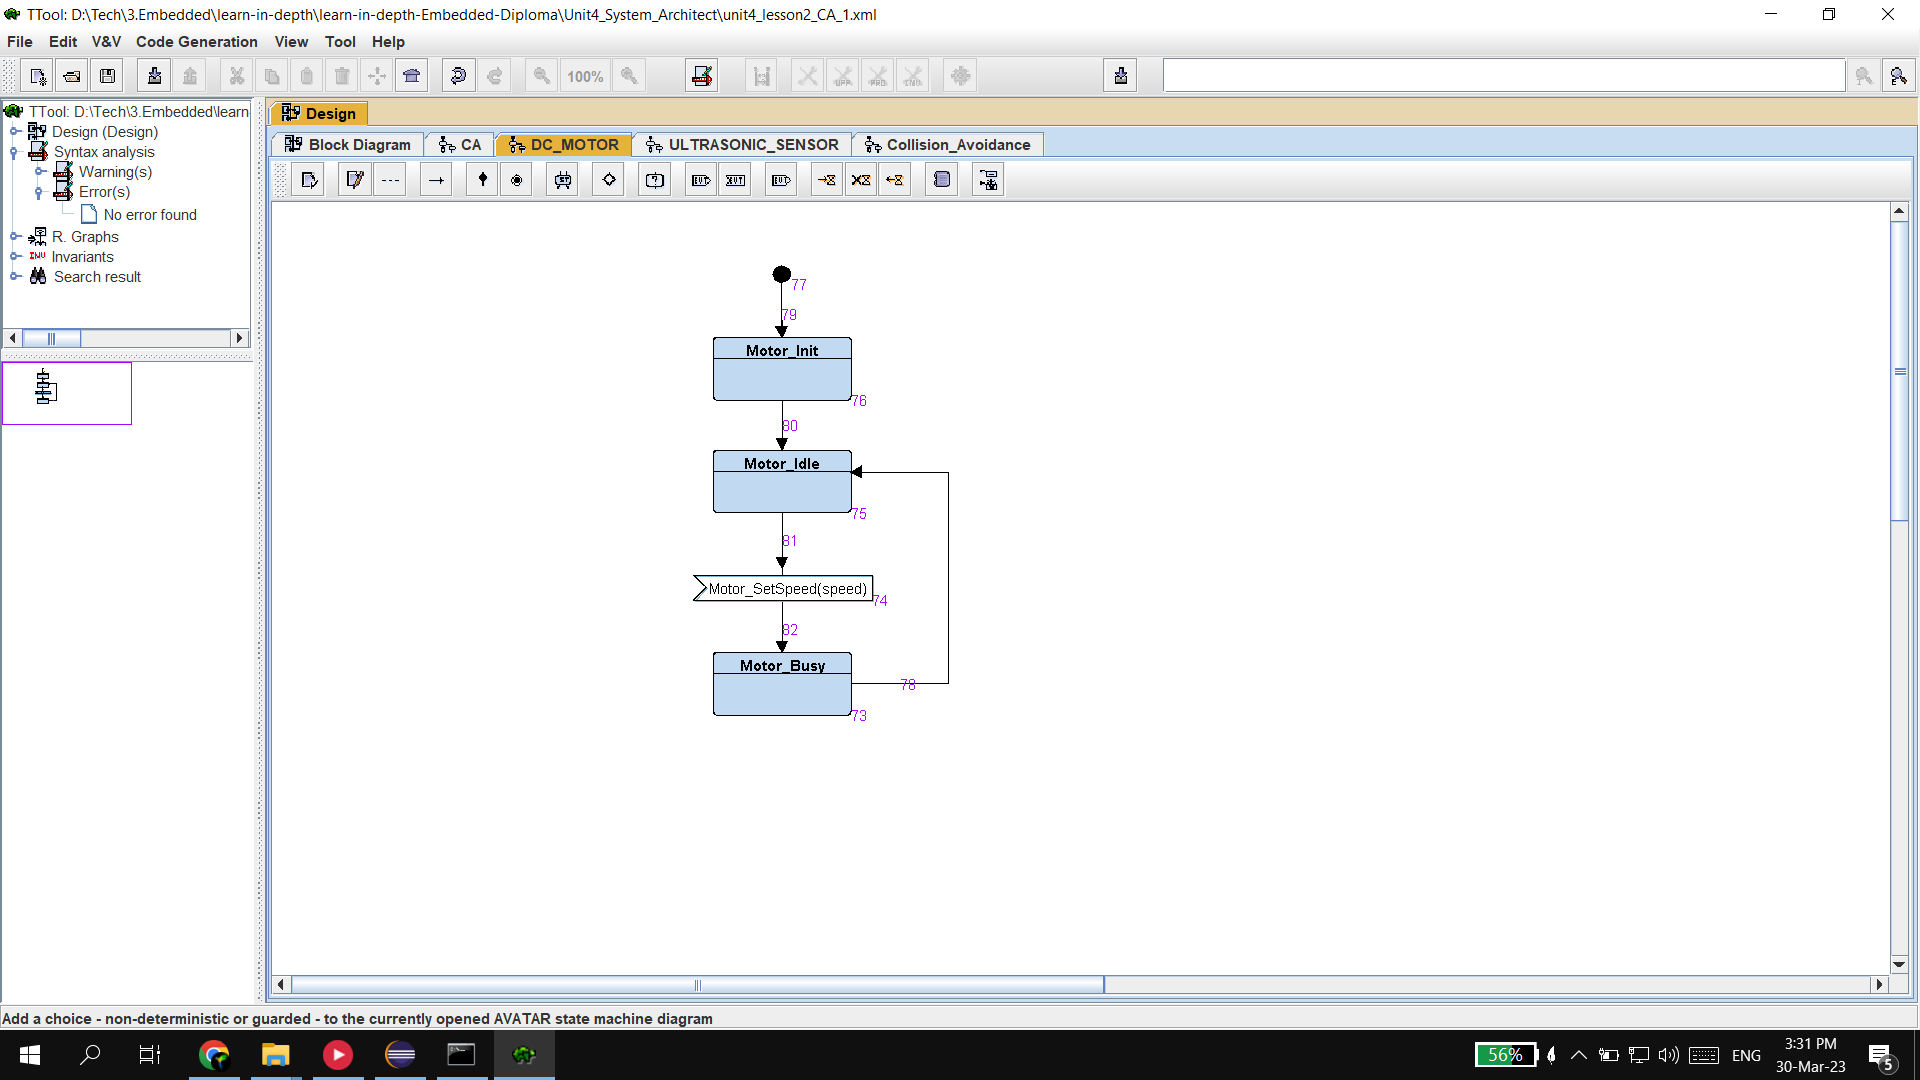 TTool: D:\Tech\3.Embedded\learn-in-depth\learn-in-depth-Embedded-Diploma\Unit4_System_Architect\unit4_lesson2_CA_1.xml
File Edit V&V Code Generation View Tool Help
100%
TTool: D:\Tech\3.Embedded\learn
Design (Design)
Syntax analysis
Warning(s)
Error(s)
No error found
R. Graphs
INV Invariants
Search result
Design
Block Diagram CA DC_MOTOR ULTRASONIC_SENSOR Collision_Avoidance
77
79
Motor_Init
76
80
Motor_Idle
75
81
Motor_SetSpeed(speed)
74
82
Motor_Busy
78
73
Add a choice - non-deterministic or guarded - to the currently opened AVATAR state machine diagram
56%
ENG
3:31 PM
30-Mar-23
5